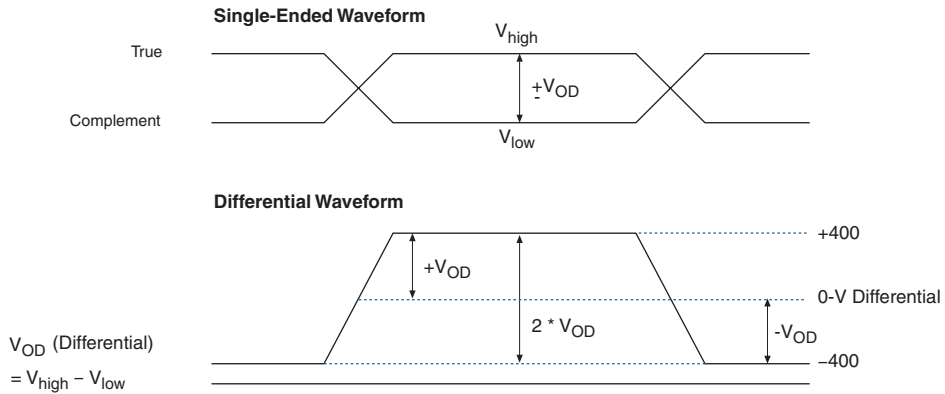 Single-Ended Waveform
V_high
True
±V_OD
Complement
V_low
Differential Waveform
+400
+V_OD
0-V Differential
2 * V_OD
-V_OD
V_OD (Differential)
= V_high − V_low
−400